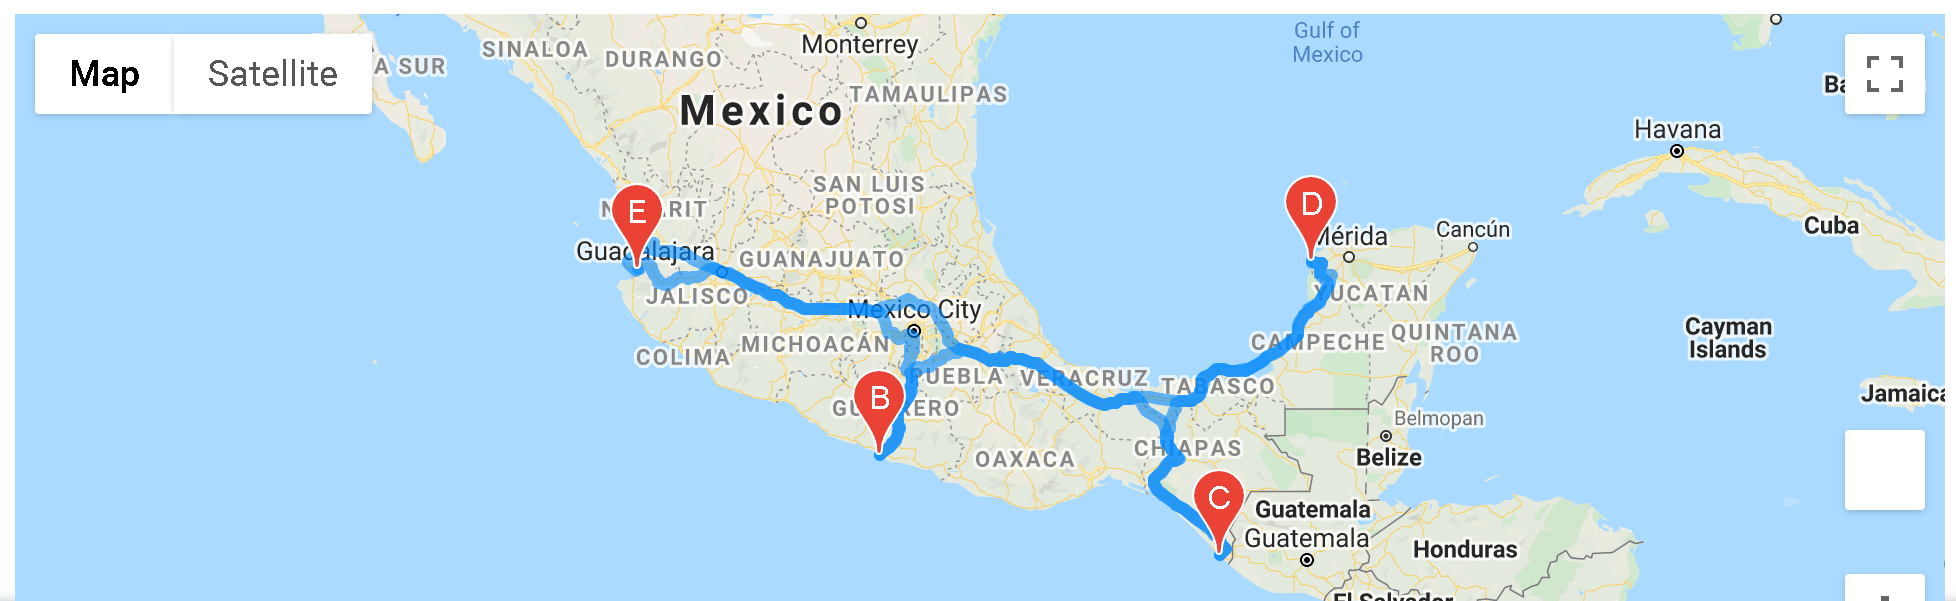 Map
Satellite
A SUR
SINALOA
DURANGO
Monterrey
Gulf of
Mexico
TAMAULIPAS
Mexico
Ba
Havana
SAN LUIS
POTOSI
E
D
Mérida
Cancún
Cuba
Guadalajara
GUANAJUATO
JALISCO
YUCATAN
Mexico City
MICHOACÁN
COLIMA
CAMPECHE
QUINTANA
ROO
Cayman
Islands
PUEBLA
VERACRUZ
TABASCO
B
Jamaica
Belmopan
OAXACA
CHIAPAS
Belize
C
Guatemala
Guatemala
Honduras
El Salvador